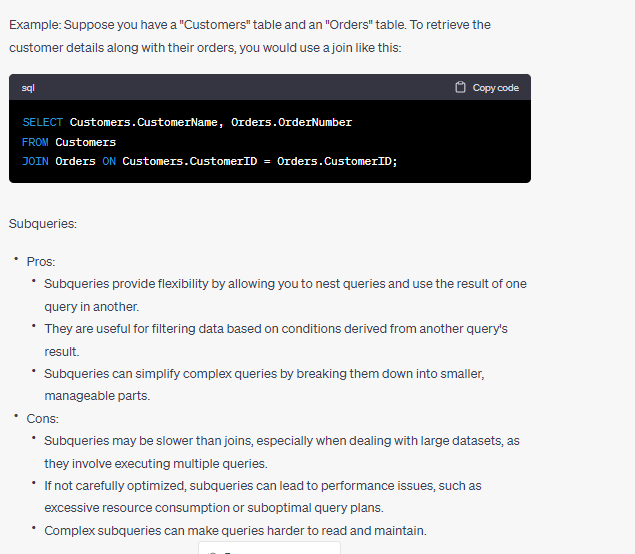 Example: Suppose you have a "Customers" table and an "Orders" table. To retrieve the
customer details along with their orders, you would use a join like this:
sql
Copy code
SELECT Customers.CustomerName, Orders.OrderNumber
FROM Customers
JOIN Orders ON Customers.CustomerID = Orders.CustomerID;
Subqueries:
• Pros:
• Subqueries provide flexibility by allowing you to nest queries and use the result of one
query in another.
• They are useful for filtering data based on conditions derived from another query's
result.
• Subqueries can simplify complex queries by breaking them down into smaller,
manageable parts.
• Cons:
• Subqueries may be slower than joins, especially when dealing with large datasets, as
they involve executing multiple queries.
• If not carefully optimized, subqueries can lead to performance issues, such as
excessive resource consumption or suboptimal query plans.
• Complex subqueries can make queries harder to read and maintain.